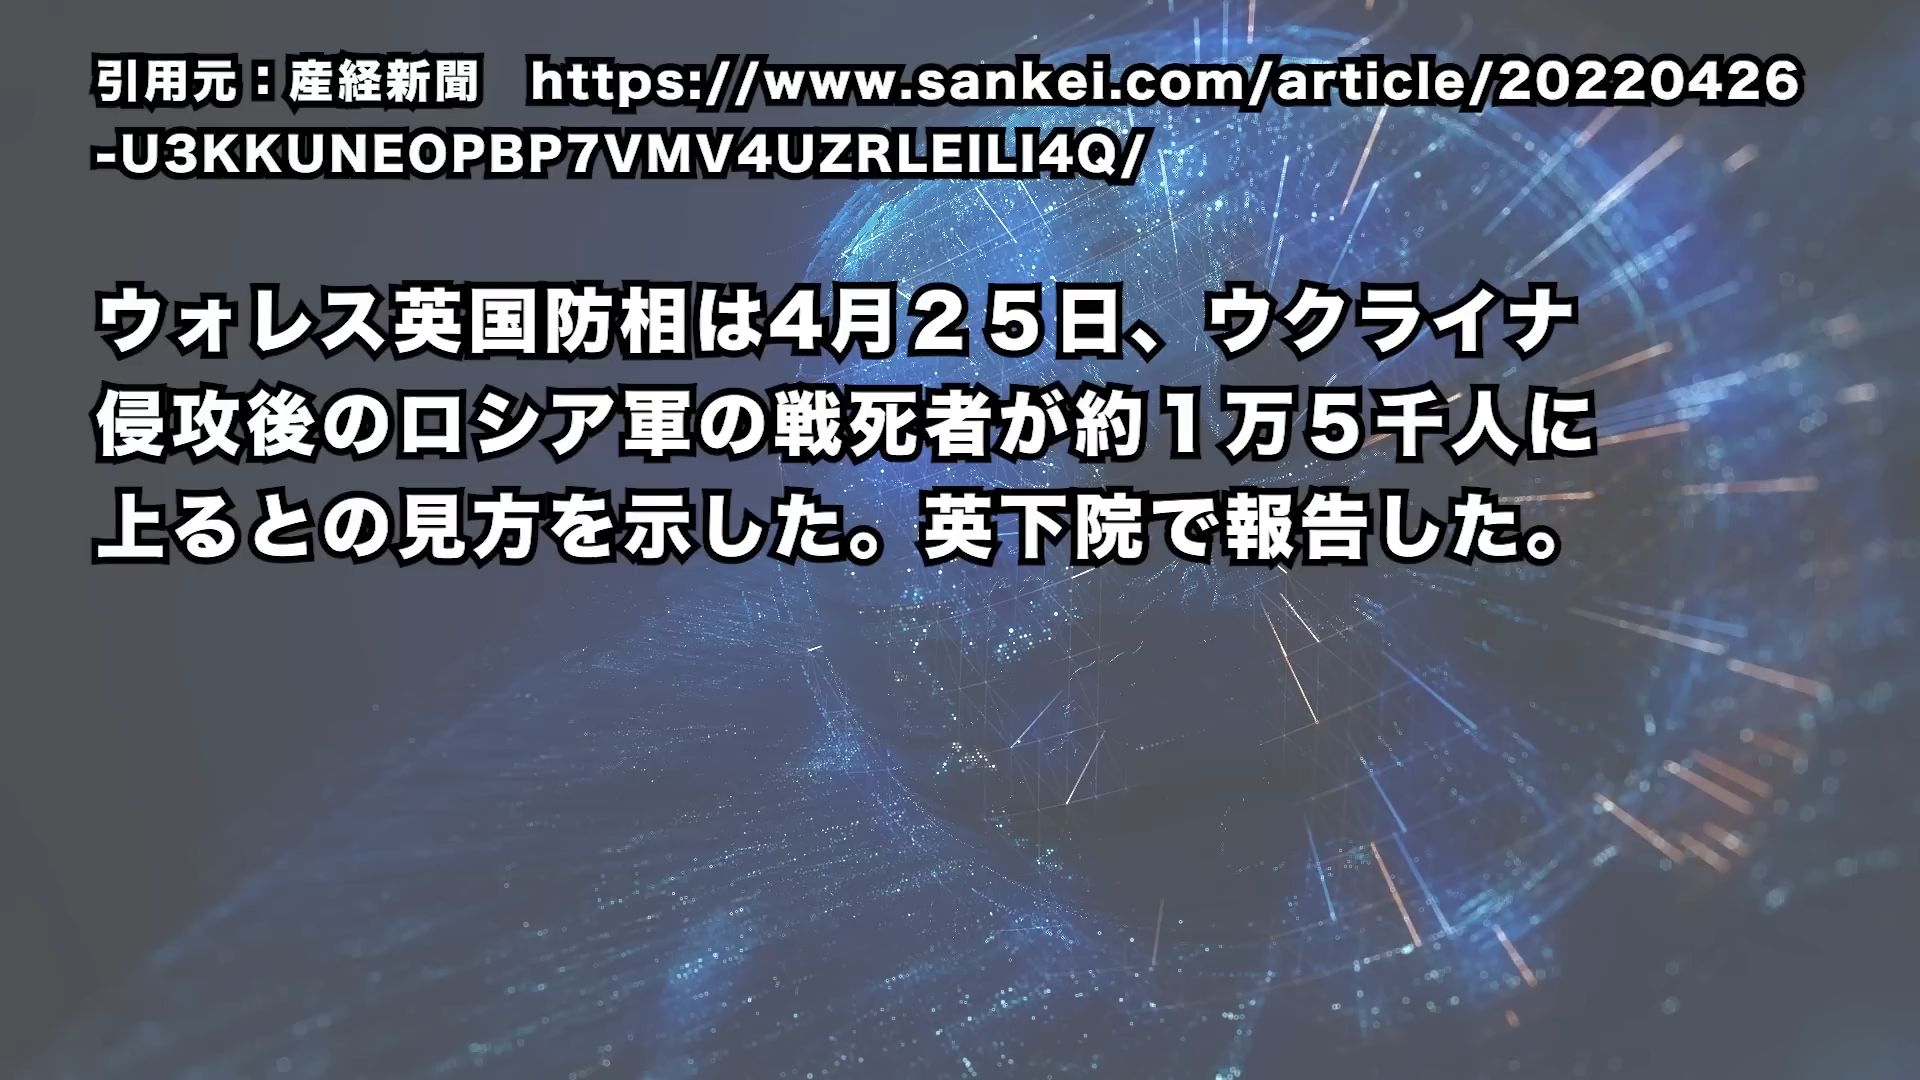 引用元：産経新聞　https://www.sankei.com/article/20220426
-U3KKUNEOPBP7VMV4UZRLEILI4Q/
ウォレス英国防相は4月２５日、ウクライナ
侵攻後のロシア軍の戦死者が約１万５千人に
上るとの見方を示した。英下院で報告した。